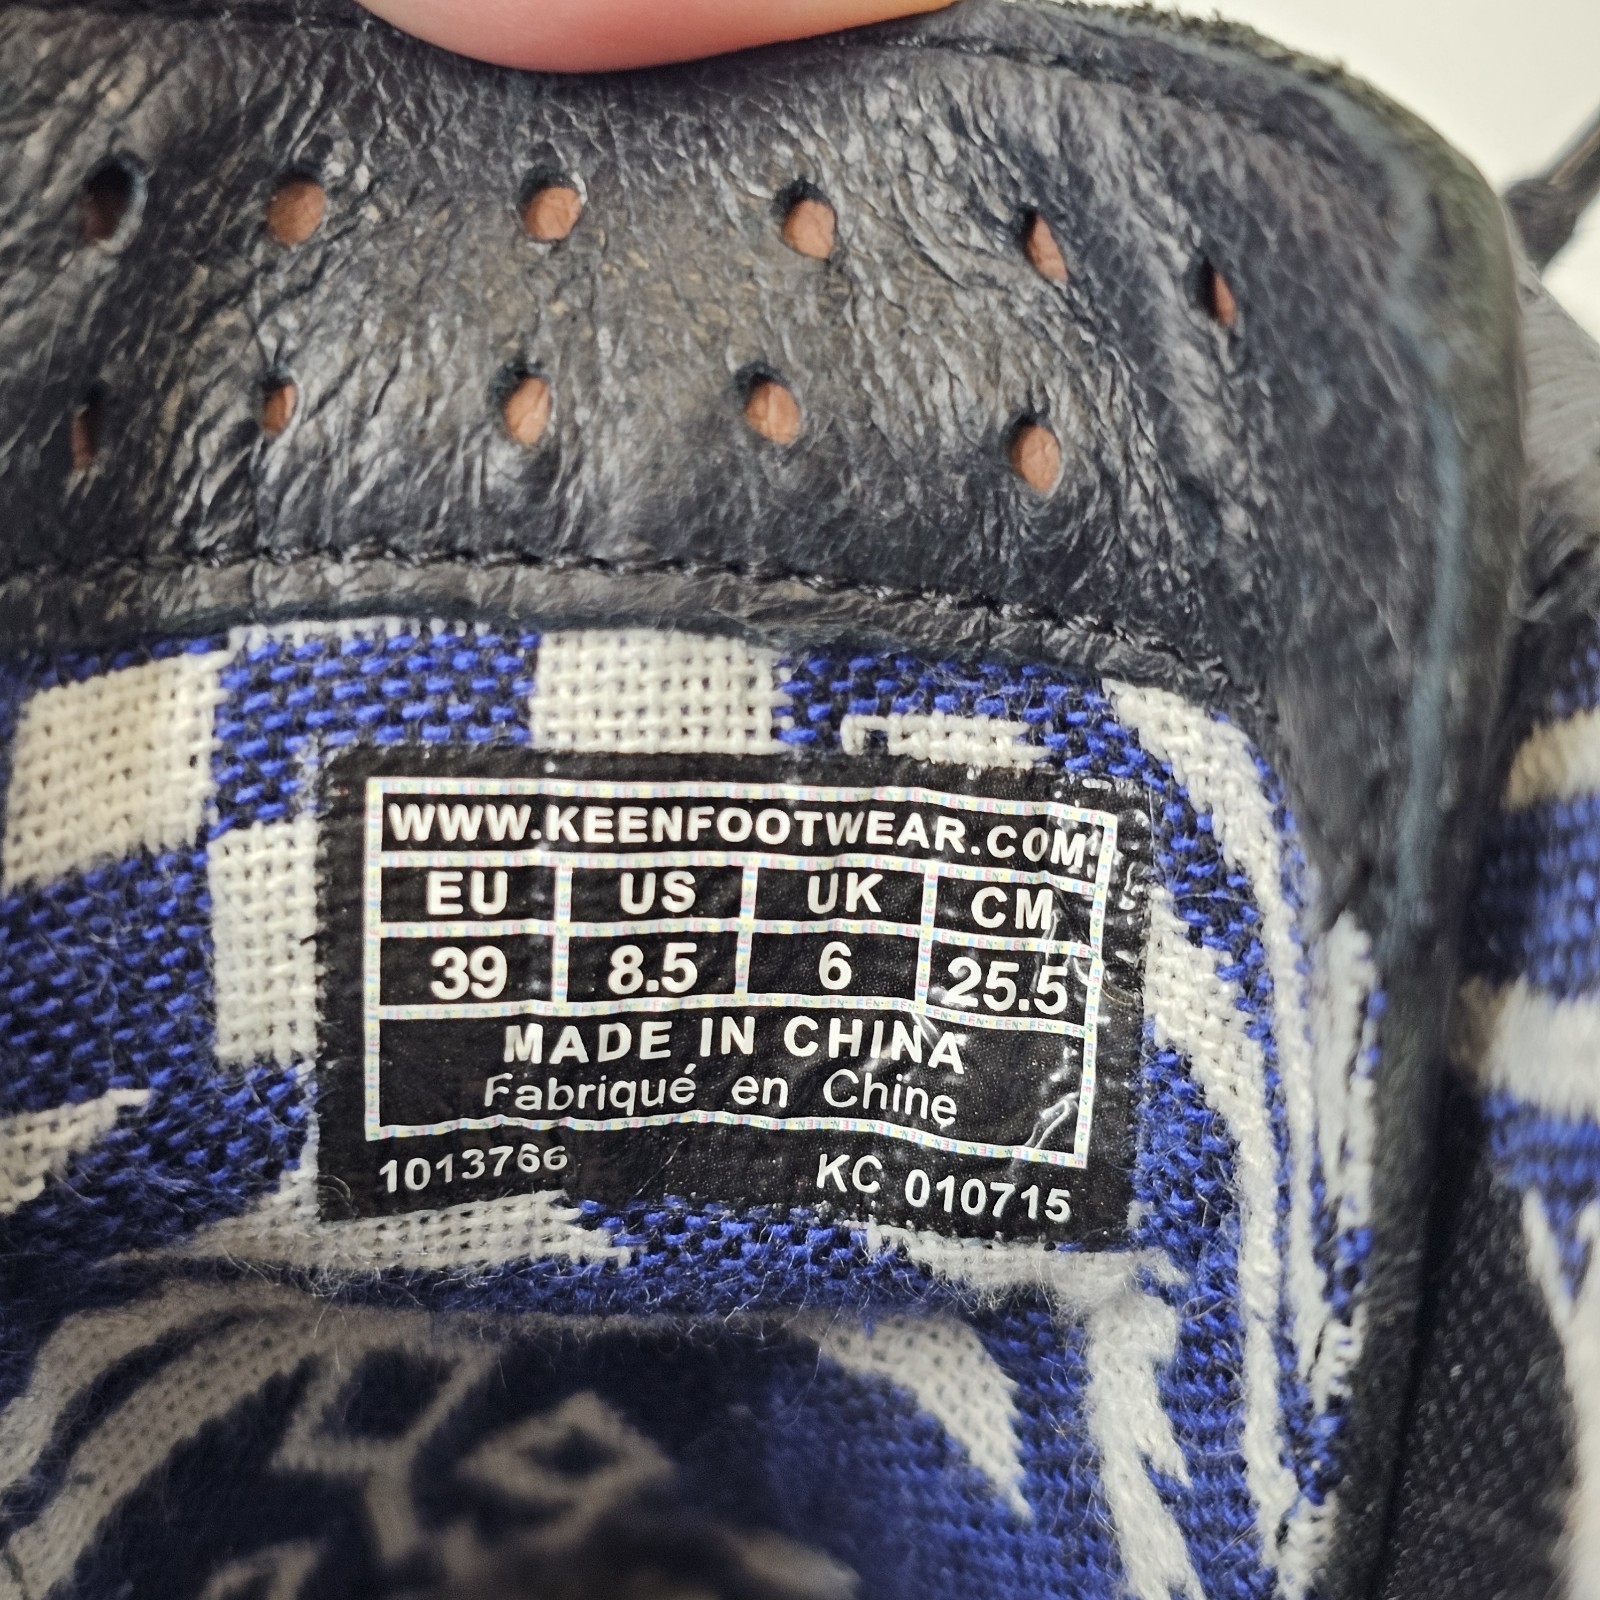 WWW.KEENFOOTWEAR.COM
EU US UK CM
39 8.5 6 25.5
MADE IN CHINA
Fabriqué en Chine
1013766 KC 010715